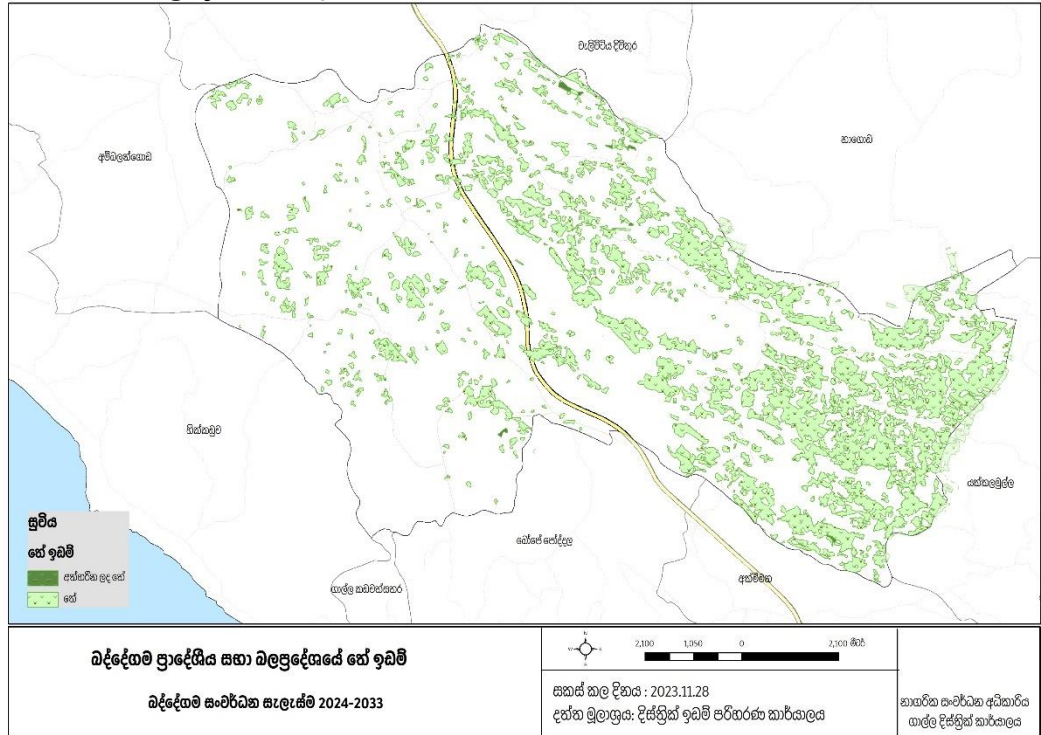 වැලිවිටිය දිවිතුර
නාගොඩ
අම්බලන්ගොඩ
හික්කඩුව
යක්කලමුල්ල
බෝපේ පෝද්දල
අක්මීමන
ගාල්ල කඩවත්සතර
සුචිය
තේ ඉඩම්
අත්හරින ලද තේ
තේ
බද්දේගම ප්‍රාදේශීය සභා බලප්‍රදේශයේ තේ ඉඩම්
බද්දේගම සංවර්ධන සැලැස්ම 2024-2033
N
W
E
S
2,100 1,050 0 2,100 මීටර්
සකස් කල දිනය : 2023.11.28
දත්ත මූලාශ්‍රය: දිස්ත්‍රික් ඉඩම් පරිහරණ කාර්යාලය
නාගරික සංවර්ධන අධිකාරිය
ගාල්ල දිස්ත්‍රික් කාර්යාලය